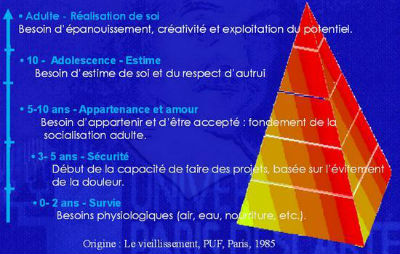 • Adulte - Réalisation de soi
Besoin d'épanouissement, créativité et exploitation du potentiel.
• 10 - Adolescence - Estime
Besoin d'estime de soi et du respect d'autrui
• 5-10 ans - Appartenance et amour
Besoin d'appartenir et d'être accepté : fondement de la
socialisation adulte.
• 3- 5 ans - Sécurité
Début de la capacité de faire des projets, basée sur l'évitement
de la douleur.
• 0- 2 ans - Survie
Besoins physiologiques (air, eau, nourriture, etc.).
Origine : Le vieillissement, PUF, Paris, 1985